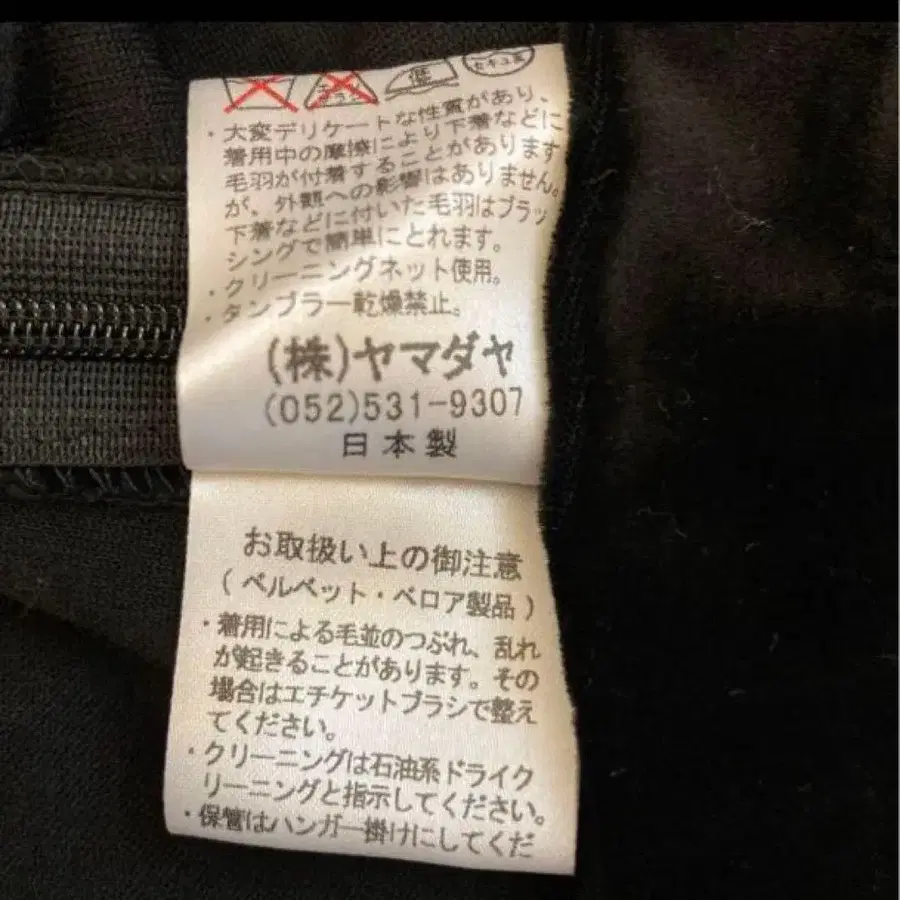 低
セキユ系
・大変デリケートな性質があり、
着用中の摩擦により下着などに
毛羽が付着することがあります
が、外観への影響はありません。
下着などに付いた毛羽はブラッ
シングで簡単にとれます。
・クリーニングネット使用。
・タンブラー乾燥禁止。
(株)ヤマダヤ
(052)531-9307
日本製
お取扱い上の御注意
(ベルベット・ベロア製品)
・着用による毛並のつぶれ、乱れ
が起きることがあります。その
場合はエチケットブラシで整え
てください。
・クリーニングは石油系ドライク
リーニングと指示してください。
・保管はハンガー掛けにしてくだ